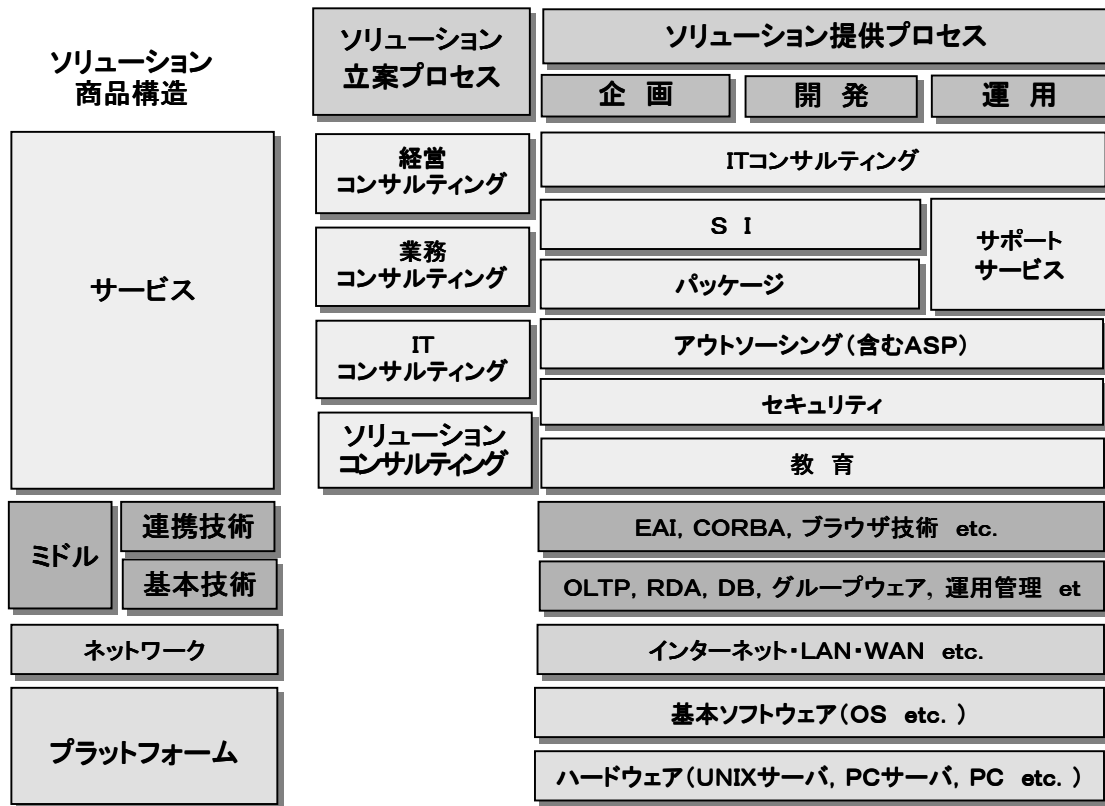 ソリューション
商品構造
ソリューション
立案プロセス
ソリューション提供プロセス
企 画
開 発
運 用
サービス
経営
コンサルティング
業務
コンサルティング
IT
コンサルティング
ソリューション
コンサルティング
ITコンサルティング
S I
パッケージ
サポート
サービス
アウトソーシング(含むASP)
セキュリティ
教 育
ミドル
連携技術
基本技術
EAI, CORBA, ブラウザ技術 etc.
OLTP, RDA, DB, グループウェア, 運用管理 et
ネットワーク
インターネット・LAN・WAN etc.
プラットフォーム
基本ソフトウェア(OS etc. )
ハードウェア(UNIXサーバ, PCサーバ, PC etc. )